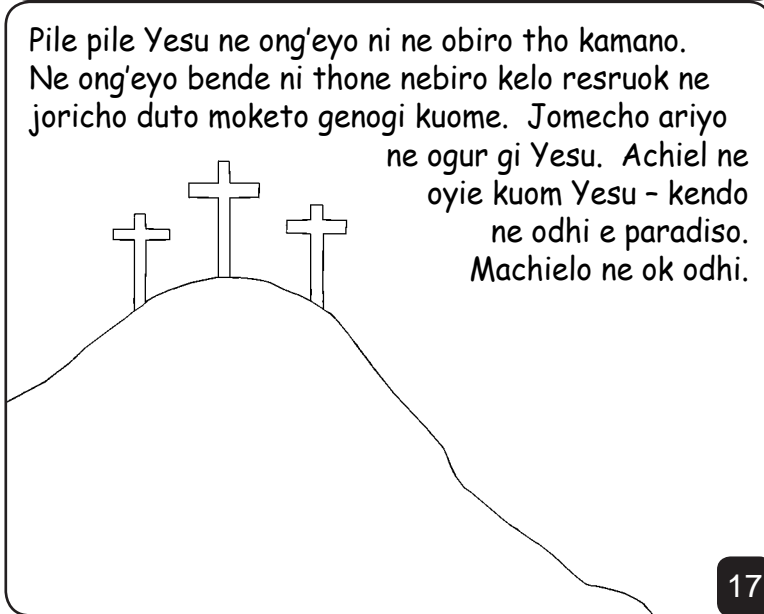 Pile pile Yesu ne ong'eyo ni ne obiro tho kamano.
Ne ong'eyo bende ni thone nebiro kelo resruok ne
joricho duto moketo genogi kuome.  Jomecho ariyo
ne ogur gi Yesu.  Achiel ne
oyie kuom Yesu – kendo
ne odhi e paradiso.
Machielo ne ok odhi.
17